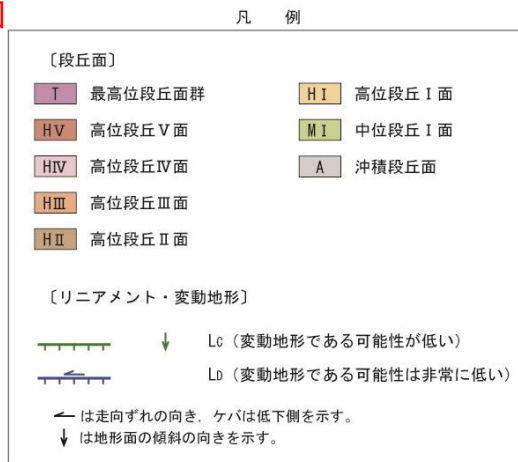 凡 例
〔段丘面〕
T 最高位段丘面群
HⅤ 高位段丘Ⅴ面
HⅣ 高位段丘Ⅳ面
HⅢ 高位段丘Ⅲ面
HⅡ 高位段丘Ⅱ面
HⅠ 高位段丘Ⅰ面
MⅠ 中位段丘Ⅰ面
A 沖積段丘面
〔リニアメント・変動地形〕
LC（変動地形である可能性が低い）
LD（変動地形である可能性は非常に低い）
は走向ずれの向き，ケバは低下側を示す。
↓ は地形面の傾斜の向きを示す。